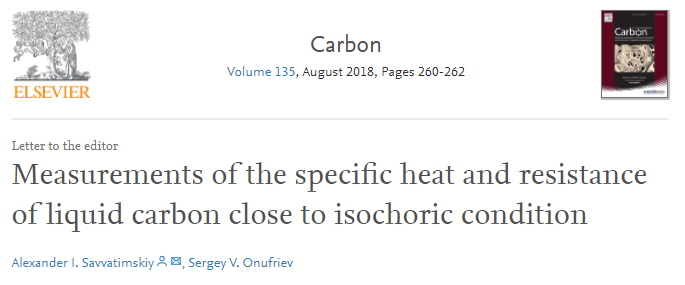 Carbon
Volume 135, August 2018, Pages 260-262
ELSEVIER
Carbon
Letter to the editor
Measurements of the specific heat and resistance
of liquid carbon close to isochoric condition
Alexander I. Savvatimskiy, Sergey V. Onufriev